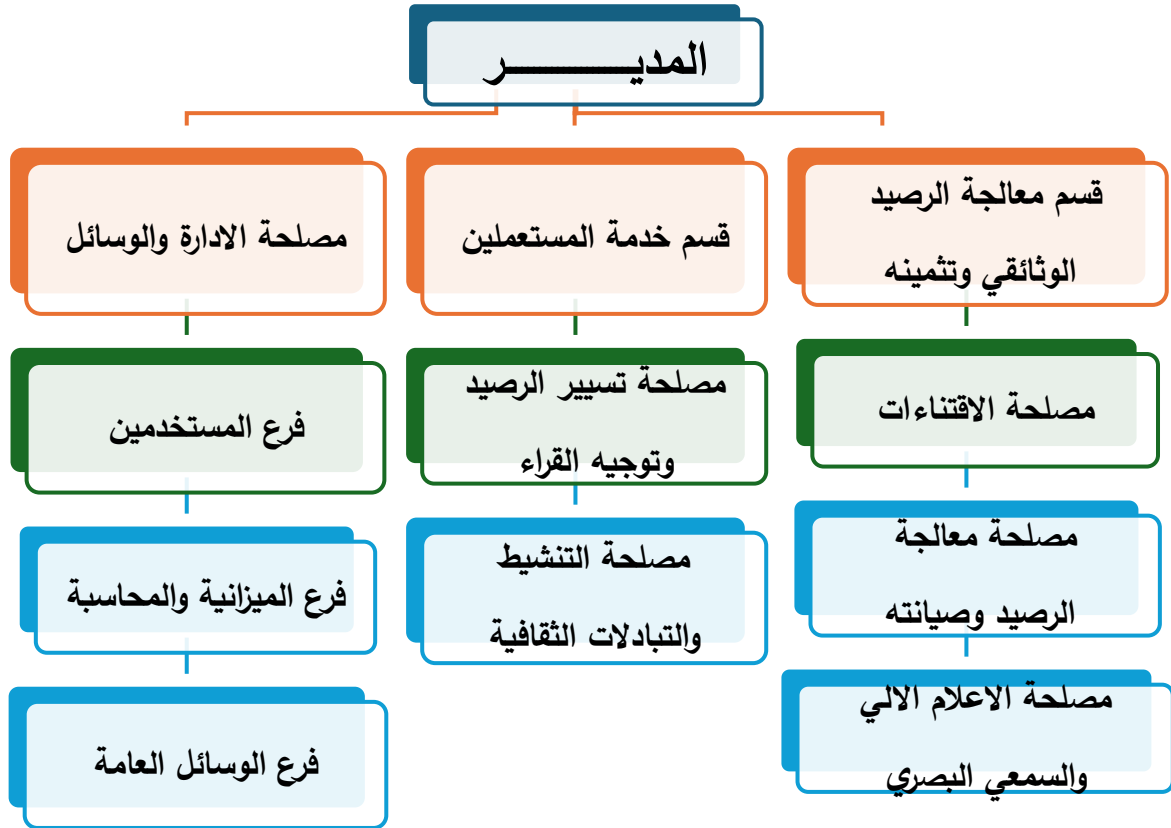 المديـــــــــــر
قسم معالجة الرصيد
الوثائقي وتثمينه
قسم خدمة المستعملين
مصلحة الادارة والوسائل
مصلحة الاقتناءات
مصلحة تسيير الرصيد
وتوجيه القراء
فرع المستخدمين
مصلحة معالجة
الرصيد وصيانته
مصلحة التنشيط
والتبادلات الثقافية
فرع الميزانية والمحاسبة
مصلحة الاعلام الالي
والسمعي البصري
فرع الوسائل العامة